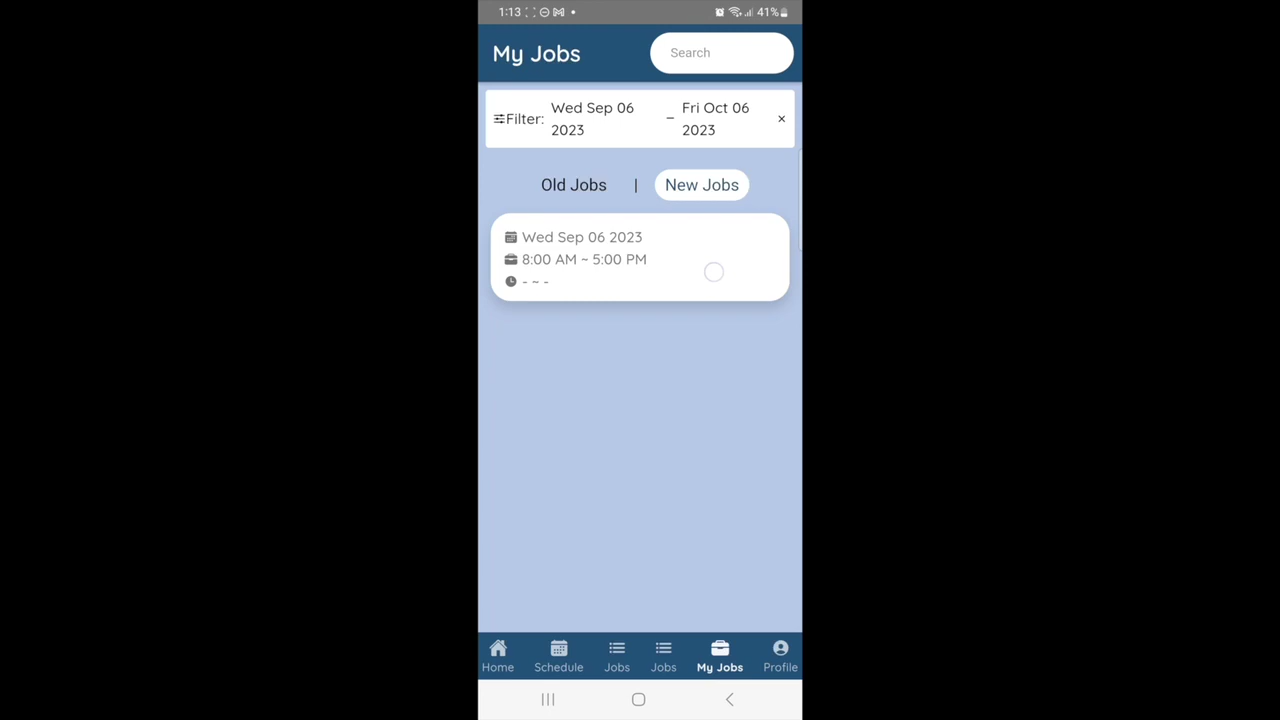 1:13 41%
My Jobs Search
Filter: Wed Sep 06 2023 – Fri Oct 06 2023 ×
Old Jobs | New Jobs
Wed Sep 06 2023
8:00 AM ~ 5:00 PM
- ~ -
Home Schedule Jobs Jobs My Jobs Profile